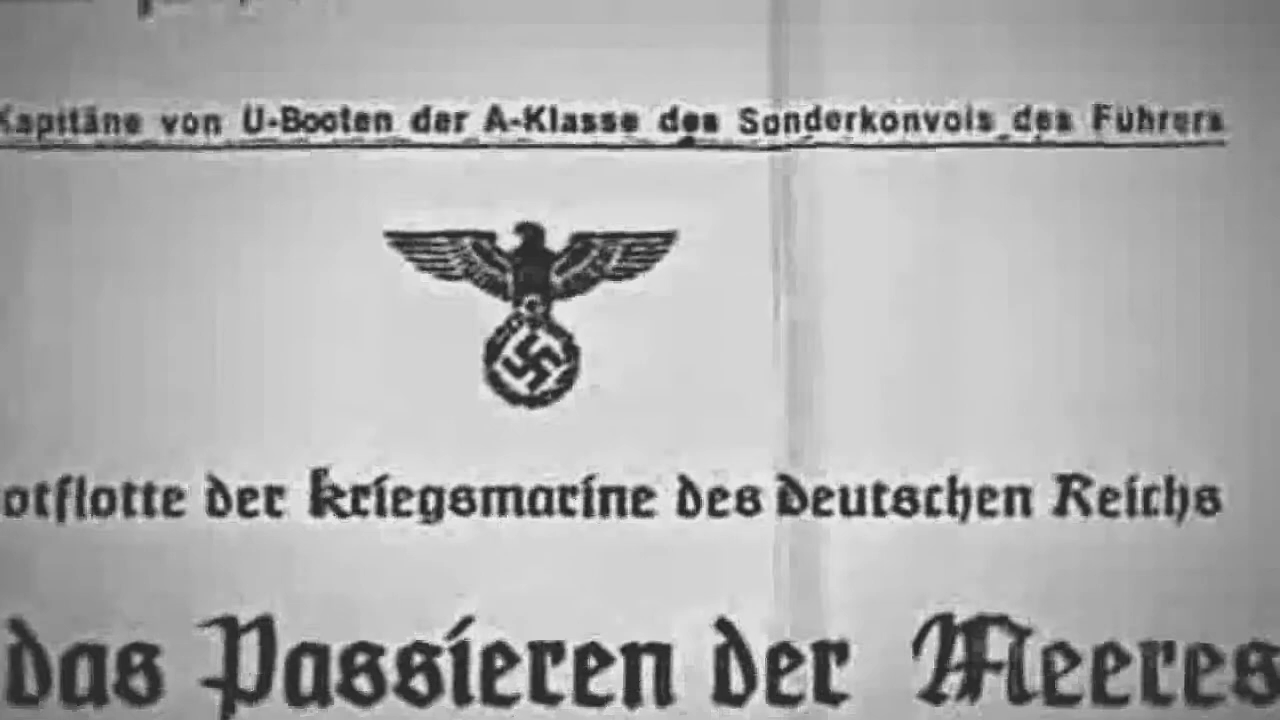 Kapitäne von U-Booten der A-Klasse des Sonderkonvois des Führers
otflotte der Kriegsmarine des Deutschen Reichs
das Passieren der Meeres